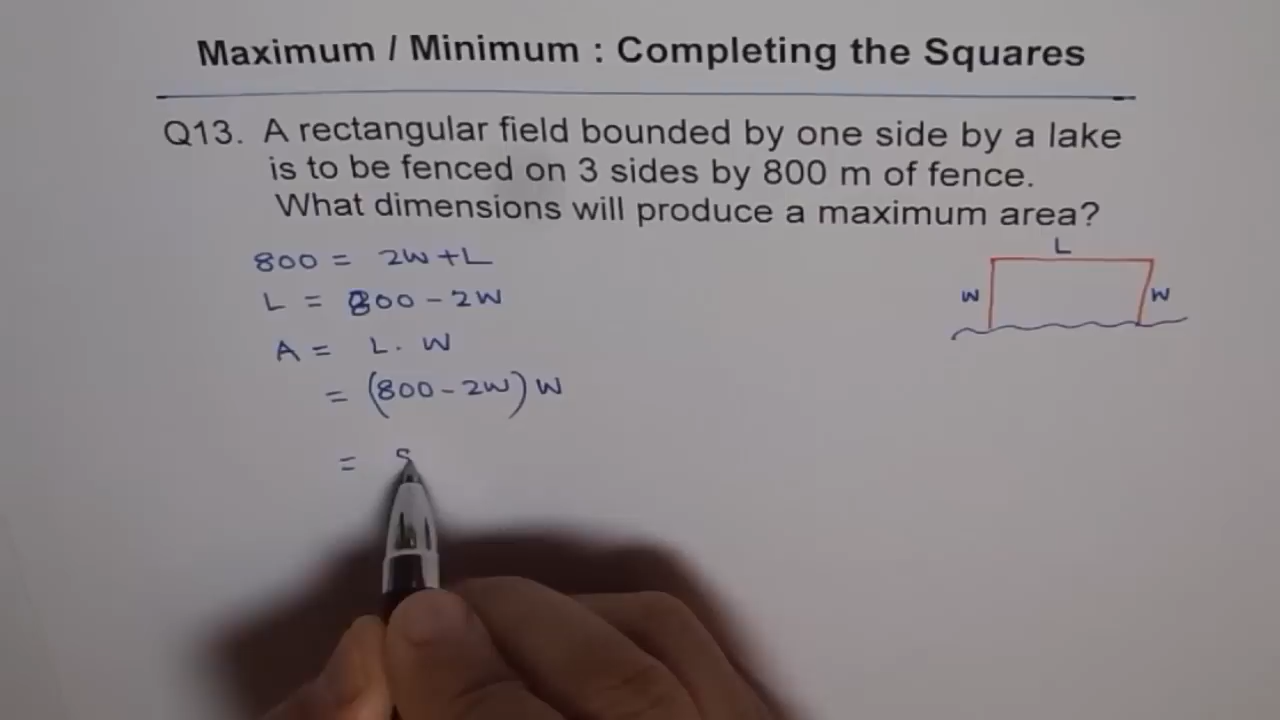 Maximum / Minimum : Completing the Squares
Q13. A rectangular field bounded by one side by a lake
is to be fenced on 3 sides by 800 m of fence.
What dimensions will produce a maximum area?
800 = 2W+L
L = 800 - 2W
A = L. W
= (800 - 2W) W
=
L
W
W